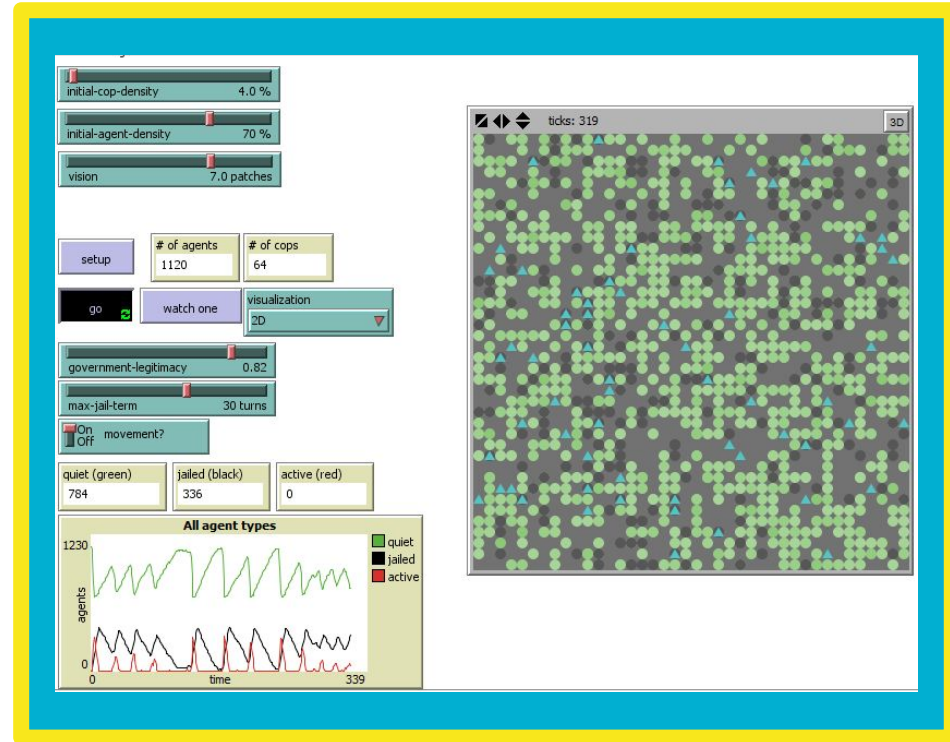 initial-cop-density 4.0 %
initial-agent-density 70 %
vision 7.0 patches
setup
# of agents
1120
# of cops
64
go
watch one
visualization
2D
government-legitimacy 0.82
max-jail-term 30 turns
On
Off
movement?
quiet (green)
784
jailed (black)
336
active (red)
0
All agent types
1230
agents
0
0
time
339
quiet
jailed
active
ticks: 319
3D